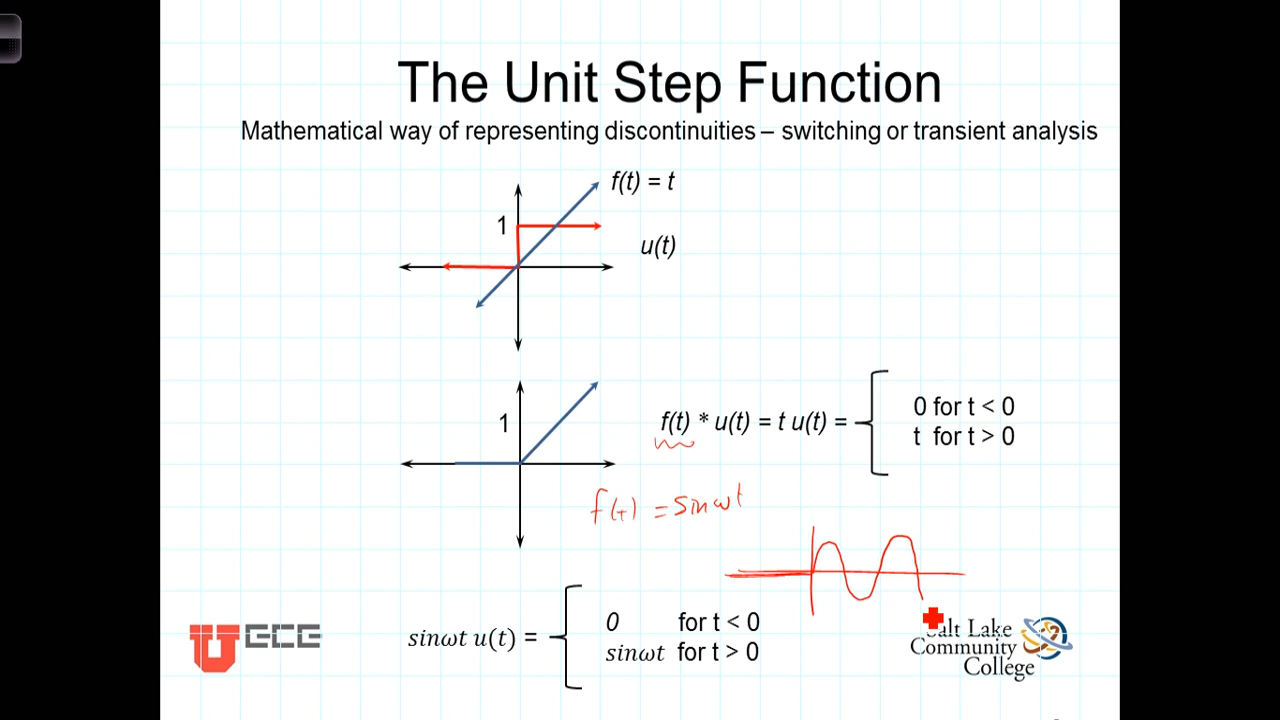 The Unit Step Function
Mathematical way of representing discontinuities – switching or transient analysis
f(t) = t
1
u(t)
1
f(t) * u(t) = t u(t) =
0 for t < 0
t for t > 0
f(t) = sinωt
sinωt u(t) =
0 for t < 0
sinωt for t > 0
U ECE
Salt Lake
Community
College